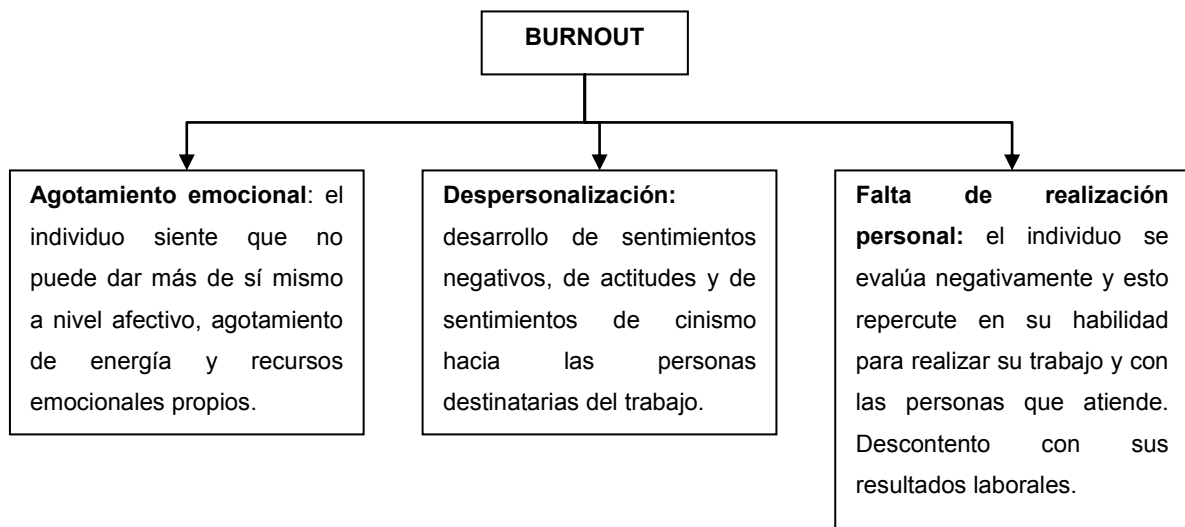 BURNOUT
Agotamiento emocional: el
individuo siente que no
puede dar más de sí mismo
a nivel afectivo, agotamiento
de energía y recursos
emocionales propios.
Despersonalización:
desarrollo de sentimientos
negativos, de actitudes y de
sentimientos de cinismo
hacia las personas
destinatarias del trabajo.
Falta de realización
personal: el individuo se
evalúa negativamente y esto
repercute en su habilidad
para realizar su trabajo y con
las personas que atiende.
Descontento con sus
resultados laborales.